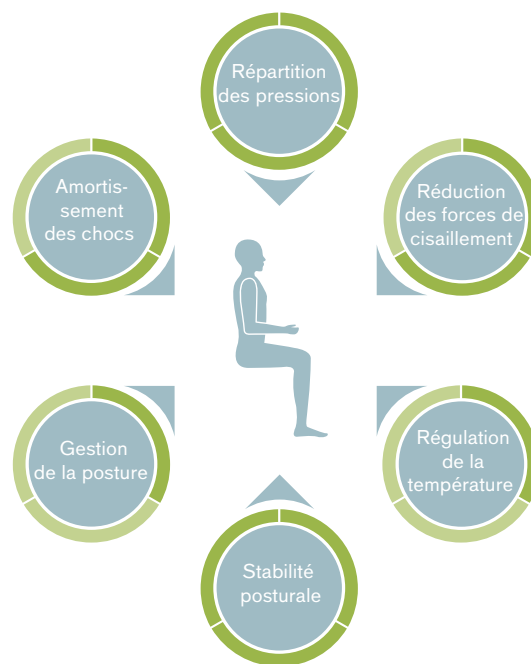 Répartition
des pressions
Amortis-
sement
des chocs
Réduction
des forces de
cisaillement
Gestion
de la posture
Régulation
de la
température
Stabilité
posturale